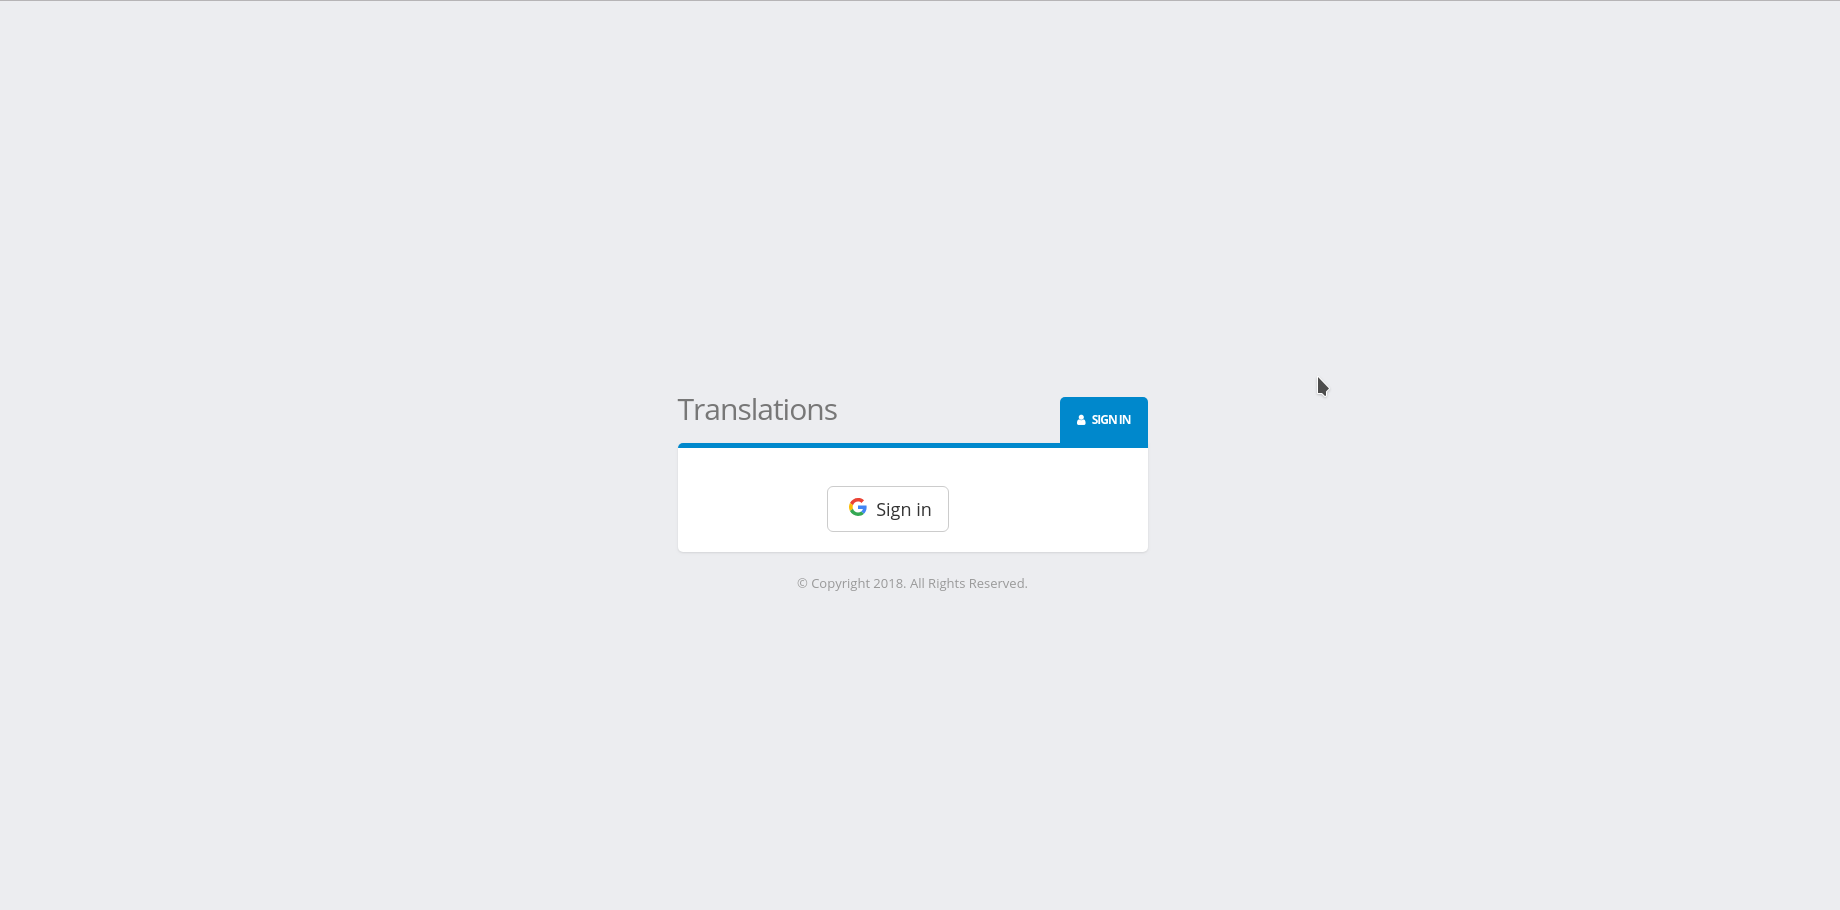 Translations
SIGN IN
Sign in
© Copyright 2018. All Rights Reserved.